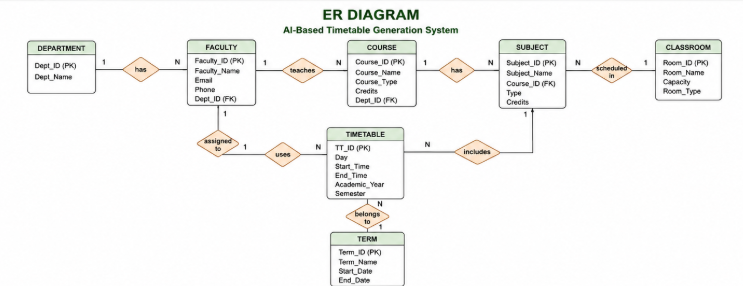 ER DIAGRAM
AI-Based Timetable Generation System
DEPARTMENT
Dept_ID (PK)
Dept_Name
1
has
N
FACULTY
Faculty_ID (PK)
Faculty_Name
Email
Phone
Dept_ID (FK)
1
teaches
N
COURSE
Course_ID (PK)
Course_Name
Course_Type
Credits
Dept_ID (FK)
1
has
N
SUBJECT
Subject_ID (PK)
Subject_Name
Course_ID (FK)
Type
Credits
N
scheduled
in
1
CLASSROOM
Room_ID (PK)
Room_Name
Capacity
Room_Type
1
assigned
to
1
uses
N
TIMETABLE
TT_ID (PK)
Day
Start_Time
End_Time
Academic_Year
Semester
N
includes
1
N
belongs
to
1
TERM
Term_ID (PK)
Term_Name
Start_Date
End_Date